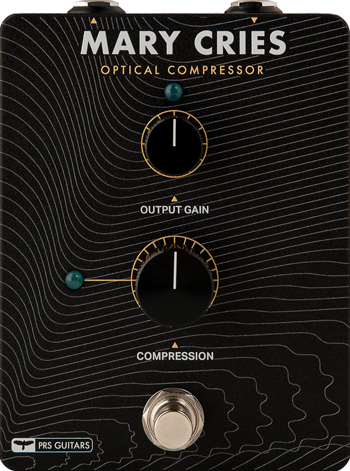 MARY CRIES
OPTICAL COMPRESSOR
OUTPUT GAIN
COMPRESSION
PRS GUITARS